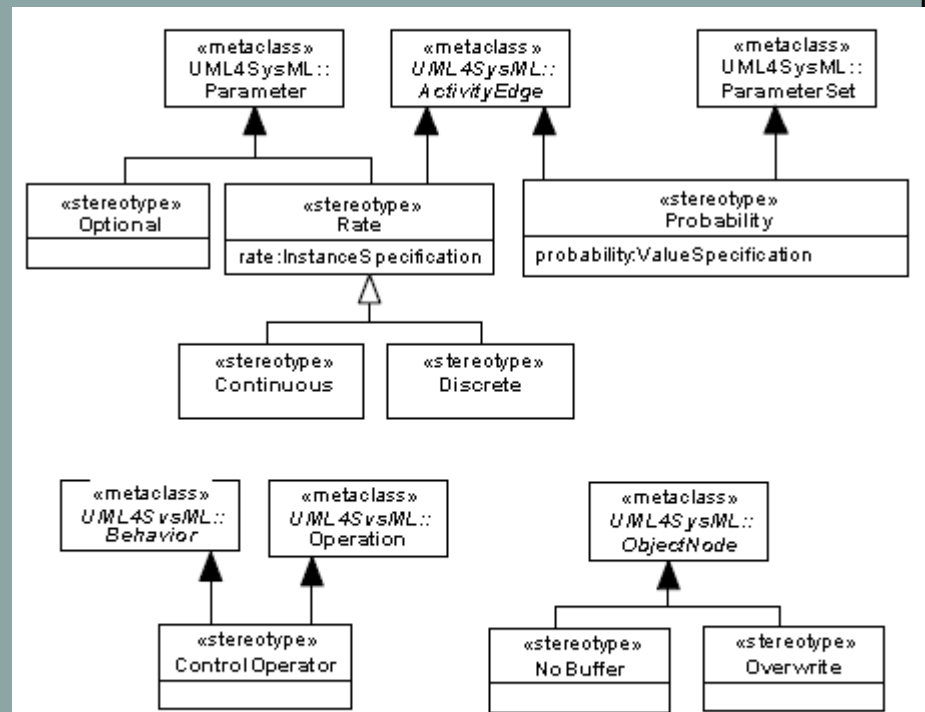 «metaclass»
UML4SysML::
Parameter
«metaclass»
UML4SysML::
ActivityEdge
«metaclass»
UML4SysML::
ParameterSet
«stereotype»
Optional
«stereotype»
Rate
rate:InstanceSpecification
«stereotype»
Probability
probability:ValueSpecification
«stereotype»
Continuous
«stereotype»
Discrete
«metaclass»
UML4SysML::
Behavior
«metaclass»
UML4SysML::
Operation
«metaclass»
UML4SysML::
ObjectNode
«stereotype»
ControlOperator
«stereotype»
NoBuffer
«stereotype»
Overwrite